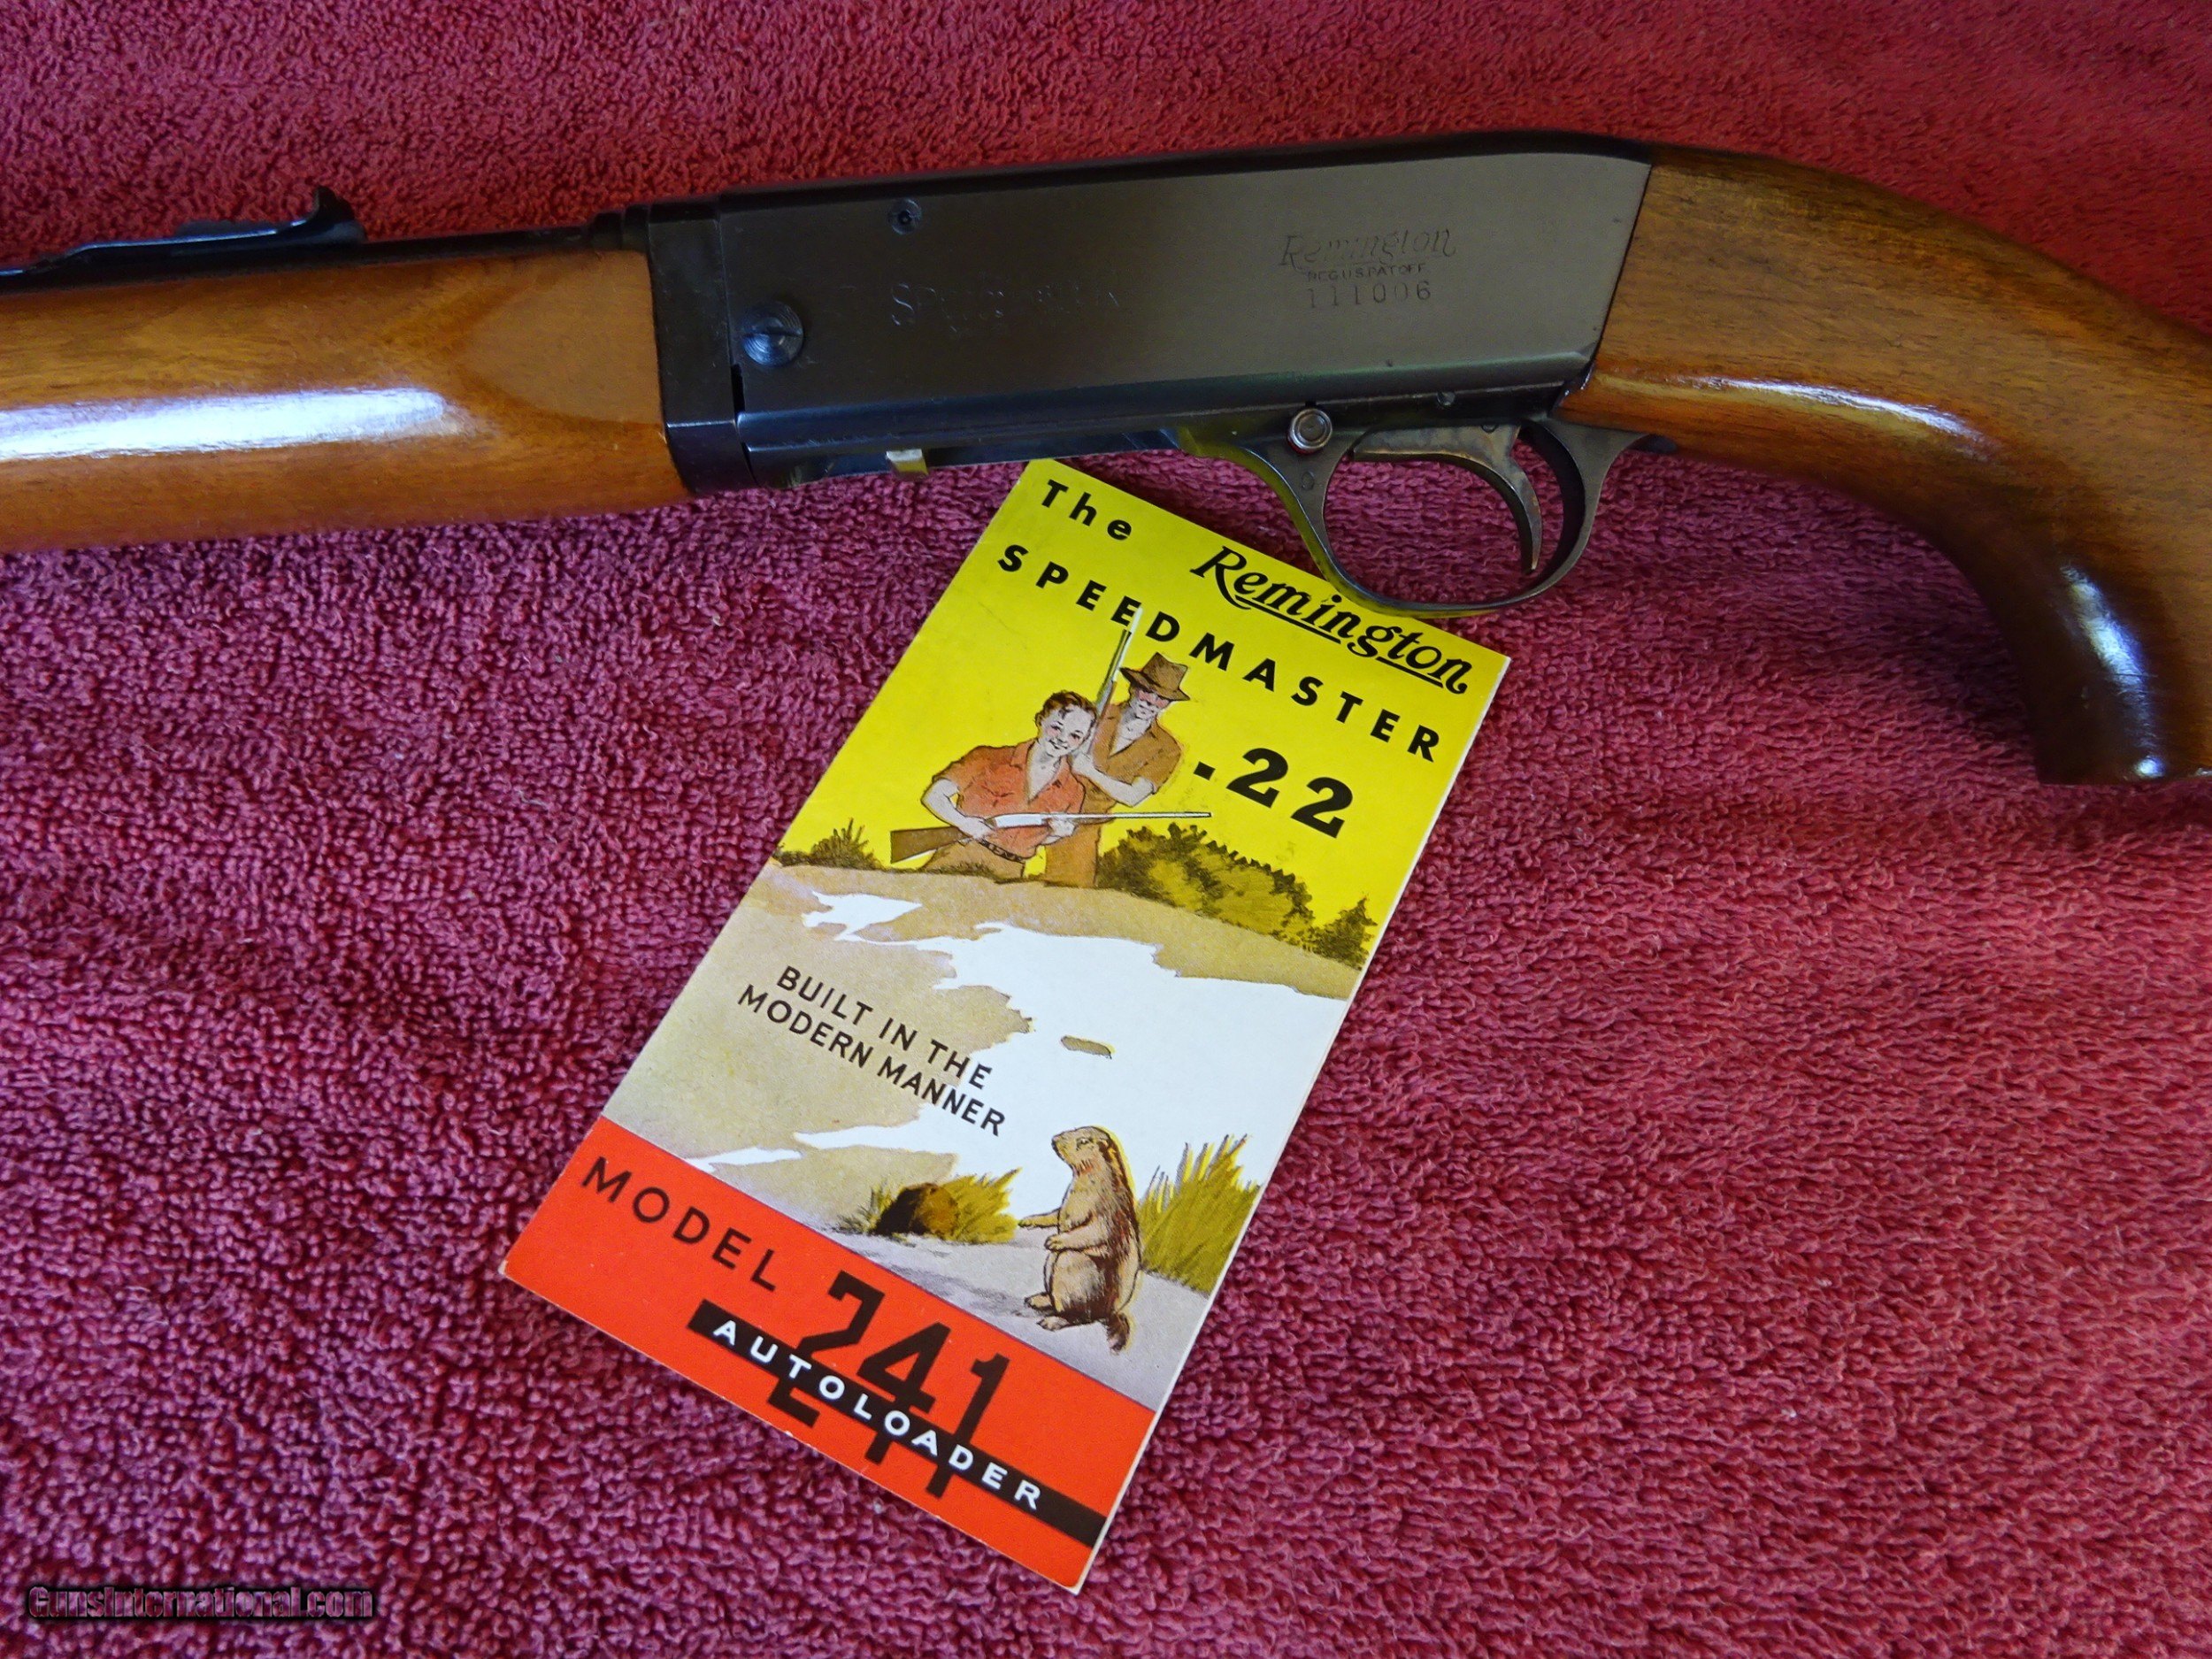 Speedmaster
Remington
REG.U.S.PAT.OFF.
111006
The Remington
SPEEDMASTER
.22
BUILT IN THE
MODERN MANNER
MODEL 241
AUTOLOADER
GunsInternational.com